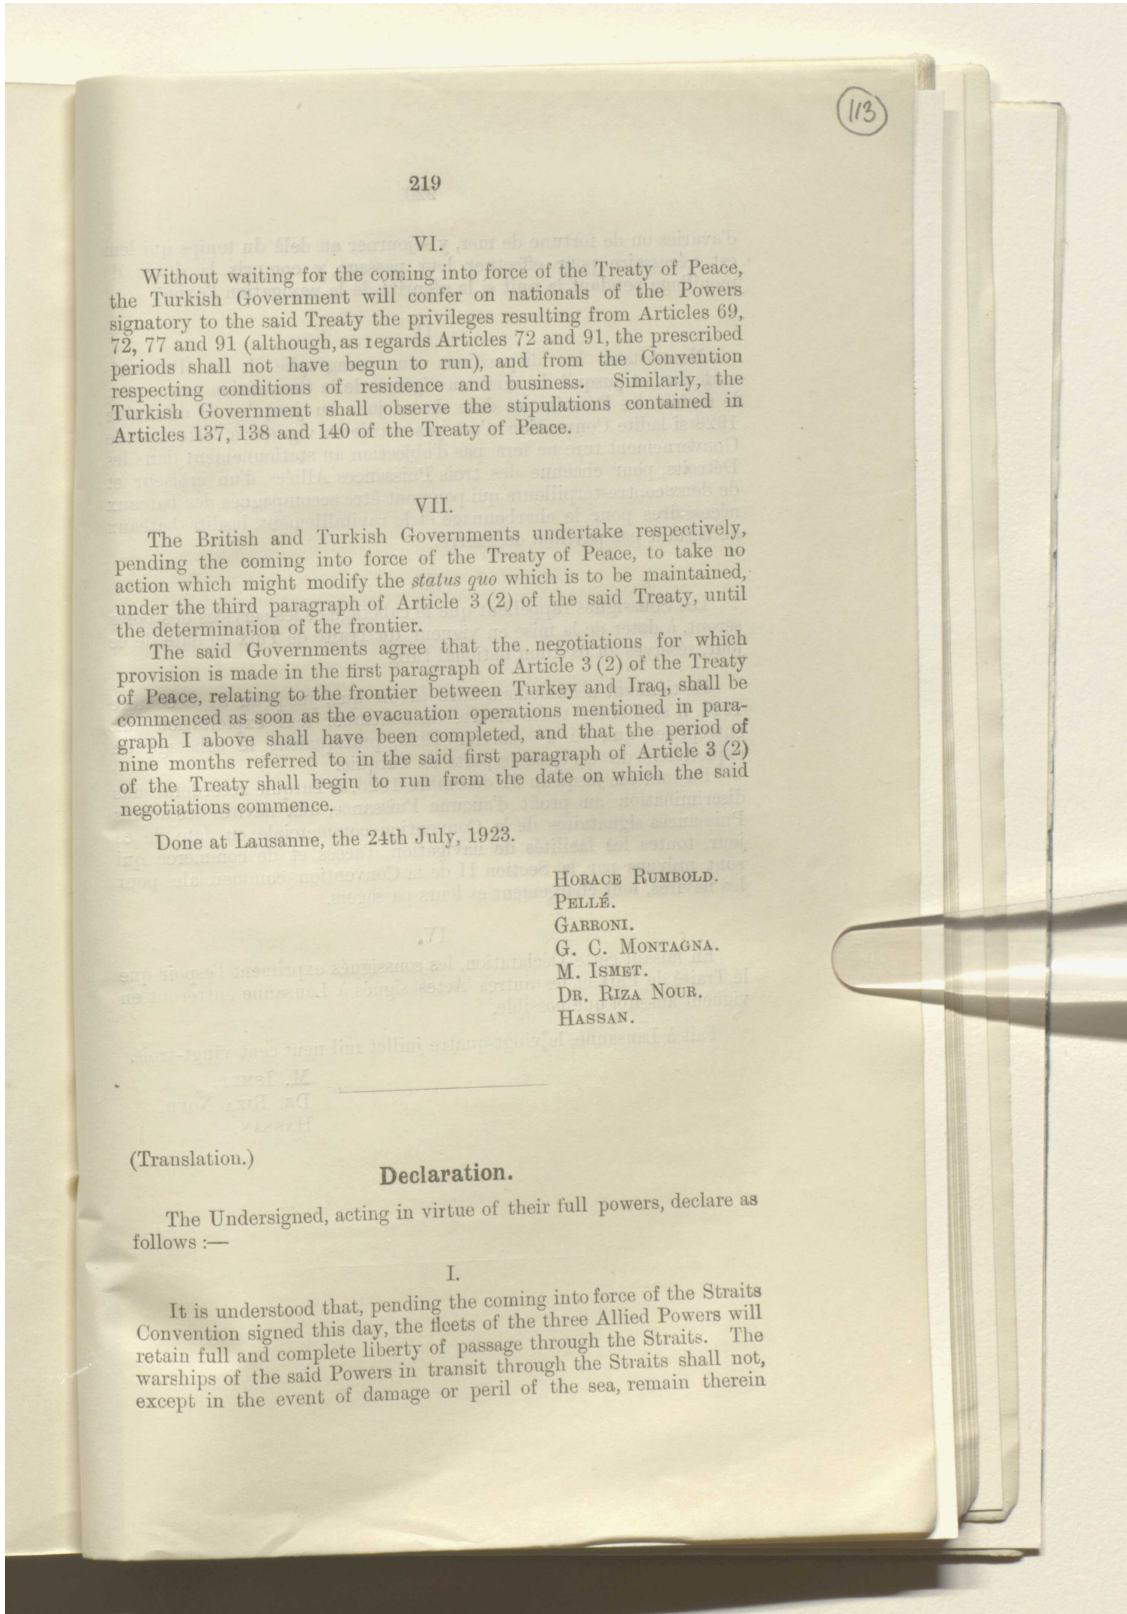 113
219
VI.
Without waiting for the coming into force of the Treaty of Peace,
the Turkish Government will confer on nationals of the Powers
signatory to the said Treaty the privileges resulting from Articles 69,
72, 77 and 91 (although, as regards Articles 72 and 91, the prescribed
periods shall not have begun to run), and from the Convention
respecting conditions of residence and business. Similarly, the
Turkish Government shall observe the stipulations contained in
Articles 137, 138 and 140 of the Treaty of Peace.
VII.
The British and Turkish Governments undertake respectively,
pending the coming into force of the Treaty of Peace, to take no
action which might modify the status quo which is to be maintained,
under the third paragraph of Article 3 (2) of the said Treaty, until
the determination of the frontier.
The said Governments agree that the negotiations for which
provision is made in the first paragraph of Article 3 (2) of the Treaty
of Peace, relating to the frontier between Turkey and Iraq, shall be
commenced as soon as the evacuation operations mentioned in para-
graph I above shall have been completed, and that the period of
nine months referred to in the said first paragraph of Article 3 (2)
of the Treaty shall begin to run from the date on which the said
negotiations commence.
Done at Lausanne, the 24th July, 1923.
HORACE RUMBOLD.
PELLÉ.
GARRONI.
G. C. MONTAGNA.
M. ISMET.
DR. RIZA NOUR.
HASSAN.
(Translation.)
Declaration.
The Undersigned, acting in virtue of their full powers, declare as
follows :—
I.
It is understood that, pending the coming into force of the Straits
Convention signed this day, the fleets of the three Allied Powers will
retain full and complete liberty of passage through the Straits. The
warships of the said Powers in transit through the Straits shall not,
except in the event of damage or peril of the sea, remain therein